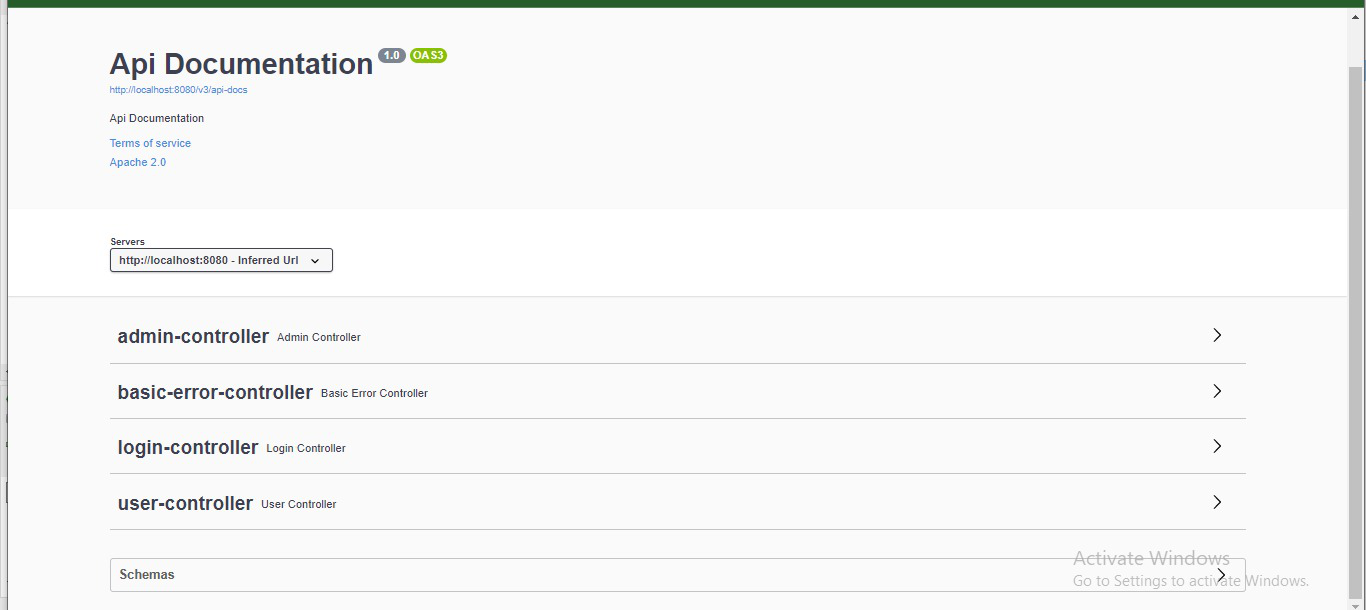 Api Documentation 1.0 OAS3
http://localhost:8080/v3/api-docs
Api Documentation
Terms of service
Apache 2.0
Servers
http://localhost:8080 - Inferred Url
admin-controller Admin Controller
basic-error-controller Basic Error Controller
login-controller Login Controller
user-controller User Controller
Schemas
Activate Windows
Go to Settings to activate Windows.